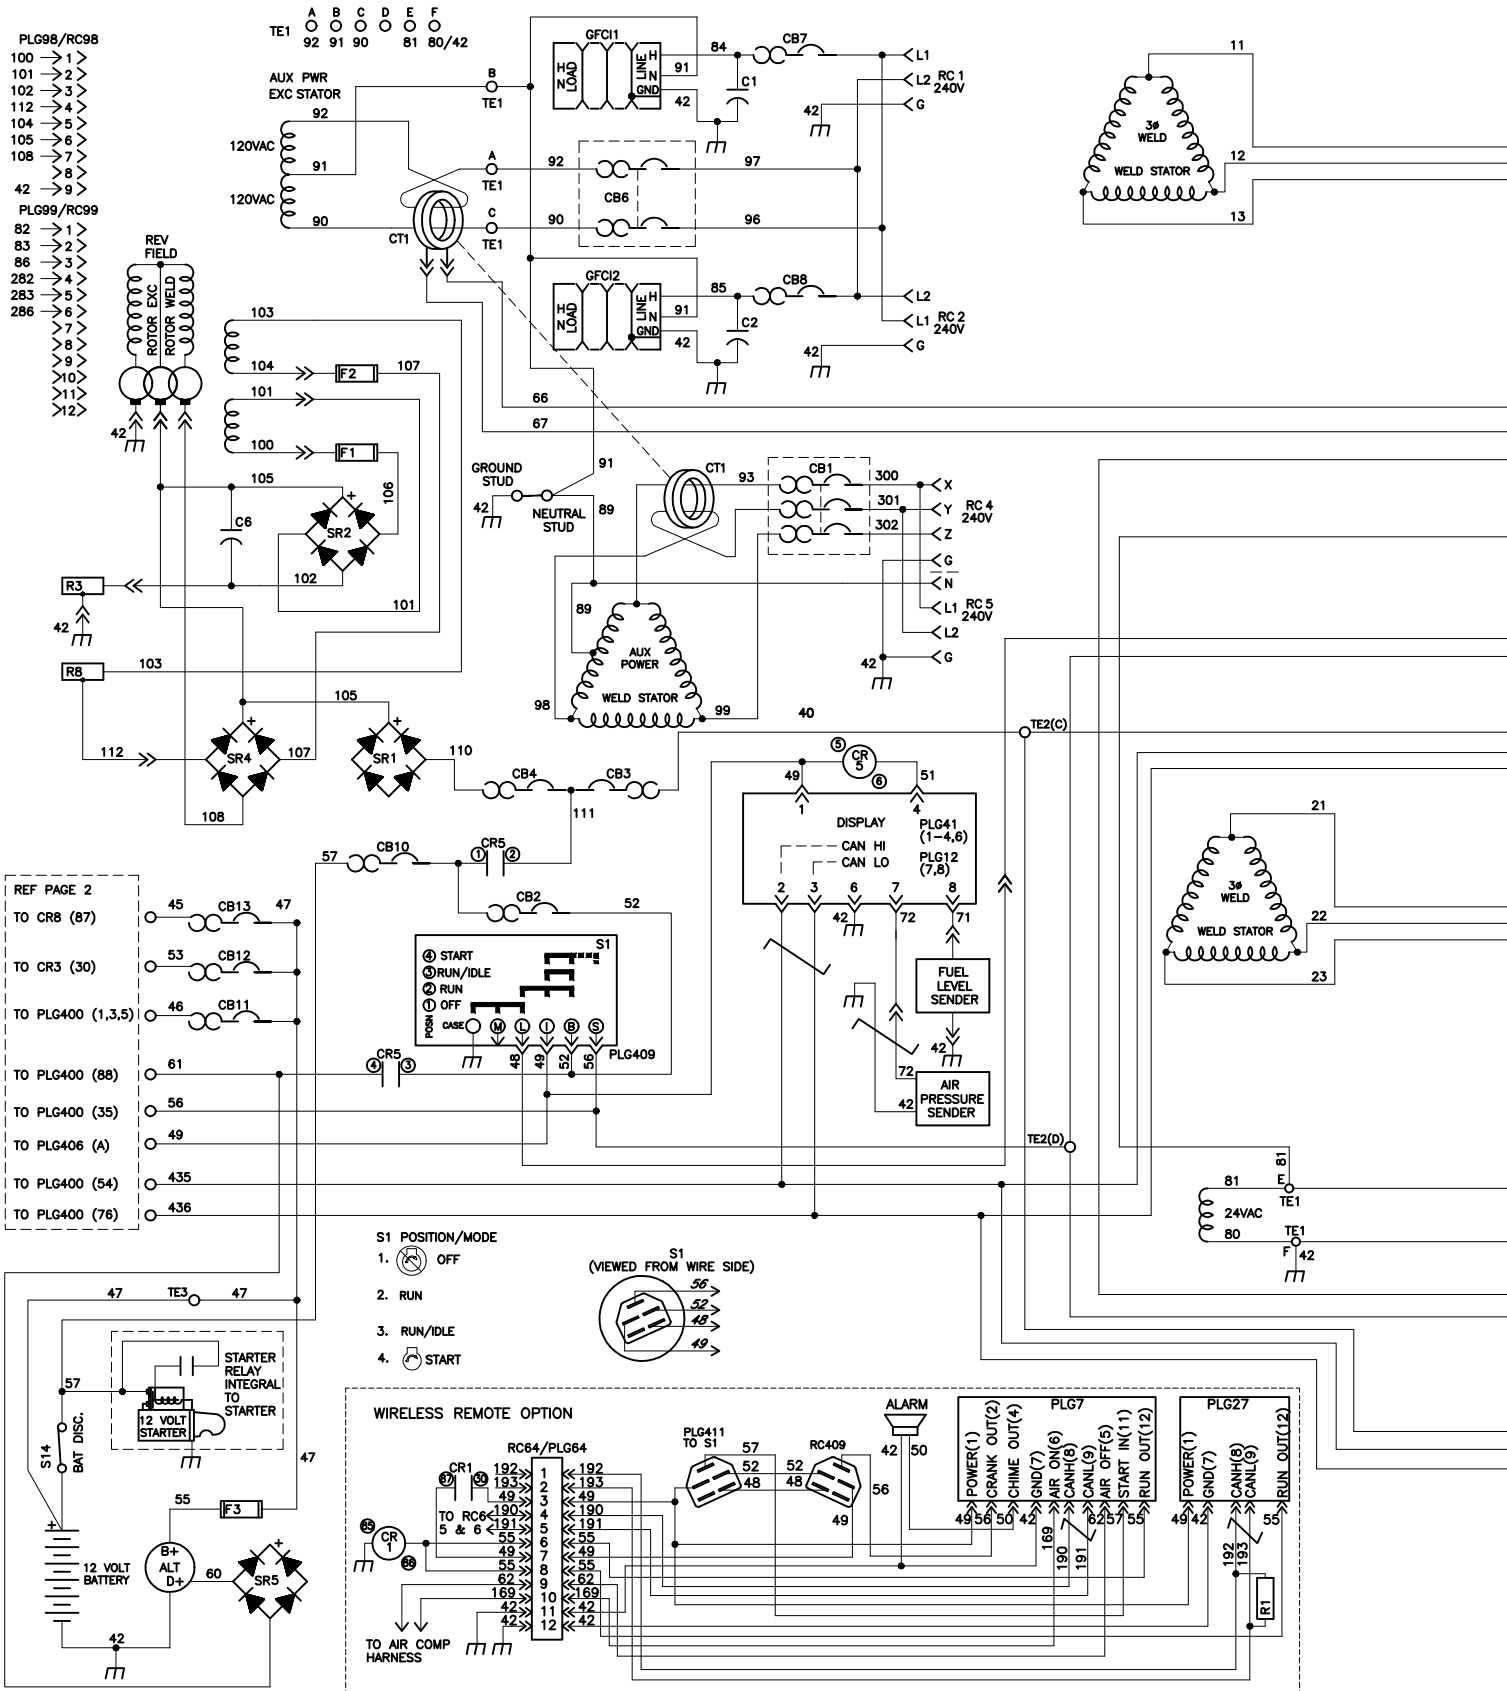 A B C D E F
TE1
92 91 90 81 80/42
PLG98/RC98
100 1
101 2
102 3
112 4
104 5
105 6
108 7
8
42 9
PLG99/RC99
82 1
83 2
86 3
282 4
283 5
286 6
7
8
9
10
11
12
AUX PWR
EXC STATOR
92
120VAC
91
120VAC
90
CT1
B
TE1
A
TE1
C
TE1
GFCI1
H
N
LOAD
LINE
H
N
GND
84
91
42
C1
CB7
L1
L2
G
RC 1
240V
42
92
97
CB6
90
96
GFCI2
H
N
LOAD
LINE
H
N
GND
85
91
42
C2
CB8
L2
L1
G
RC 2
240V
42
66
67
11
3ø
WELD
WELD STATOR
12
13
REV
FIELD
ROTOR EXC
ROTOR WELD
42
103
104
F2
107
101
100
F1
105
106
C6
SR2
R3
102
101
42
R8
103
105
112
SR4
107
SR1
110
108
GROUND
STUD
42
NEUTRAL
STUD
91
89
CT1
93
CB1
300
301
302
X
Y
Z
G
N
L1
L2
G
RC 4
240V
RC 5
240V
42
89
AUX
POWER
WELD STATOR
98
99
40
TE2(C)
CB4
CB3
111
57
CB10
CR5
1 2
CB2
52
5
CR
5
6
49
51
1
4
DISPLAY
PLG41
(1-4,6)
CAN HI
CAN LO
PLG12
(7,8)
2 3 6 7 8
42
72
71
FUEL
LEVEL
SENDER
42
72
42
AIR
PRESSURE
SENDER
21
3ø
WELD
WELD STATOR
22
23
REF PAGE 2
TO CR8 (87)
45
CB13
47
TO CR3 (30)
53
CB12
TO PLG400 (1,3,5)
46
CB11
TO PLG400 (88)
61
TO PLG400 (35)
56
TO PLG406 (A)
49
TO PLG400 (54)
435
TO PLG400 (76)
436
S1
4 START
3 RUN/IDLE
2 RUN
1 OFF
POSN
CASE
M L I B S
PLG409
48
49
52
56
CR5
4 3
TE2(D)
81
81
E
TE1
24VAC
80
TE1
F
42
S1 POSITION/MODE
1. OFF
2. RUN
3. RUN/IDLE
4. START
S1
(VIEWED FROM WIRE SIDE)
56
52
48
49
47
TE3
47
57
STARTER
RELAY
INTEGRAL
TO
STARTER
12 VOLT
STARTER
S14
BAT DISC.
47
55
F3
12 VOLT
BATTERY
B+
ALT
D+
60
SR5
42
WIRELESS REMOTE OPTION
RC64/PLG64
192 1 192
193 2 193
49 3 49
190 4 190
191 5 191
55 6 55
49 7 49
55 8 55
62 9 62
169 10 169
42 11 42
42 12 42
87
CR1
30
TO RC6
5 & 6
85
CR
1
86
TO AIR COMP
HARNESS
PLG411
TO S1
57
52
48
RC409
52
48
56
49
ALARM
42
50
PLG7
POWER(1)
CRANK OUT(2)
CHIME OUT(4)
GND(7)
AIR ON(6)
CANH(8)
CANL(9)
AIR OFF(5)
START IN(11)
RUN OUT(12)
49
56
50
42
169
190
191
62
57
55
PLG27
POWER(1)
GND(7)
CANH(8)
CANL(9)
RUN OUT(12)
49
42
192
193
55
R1